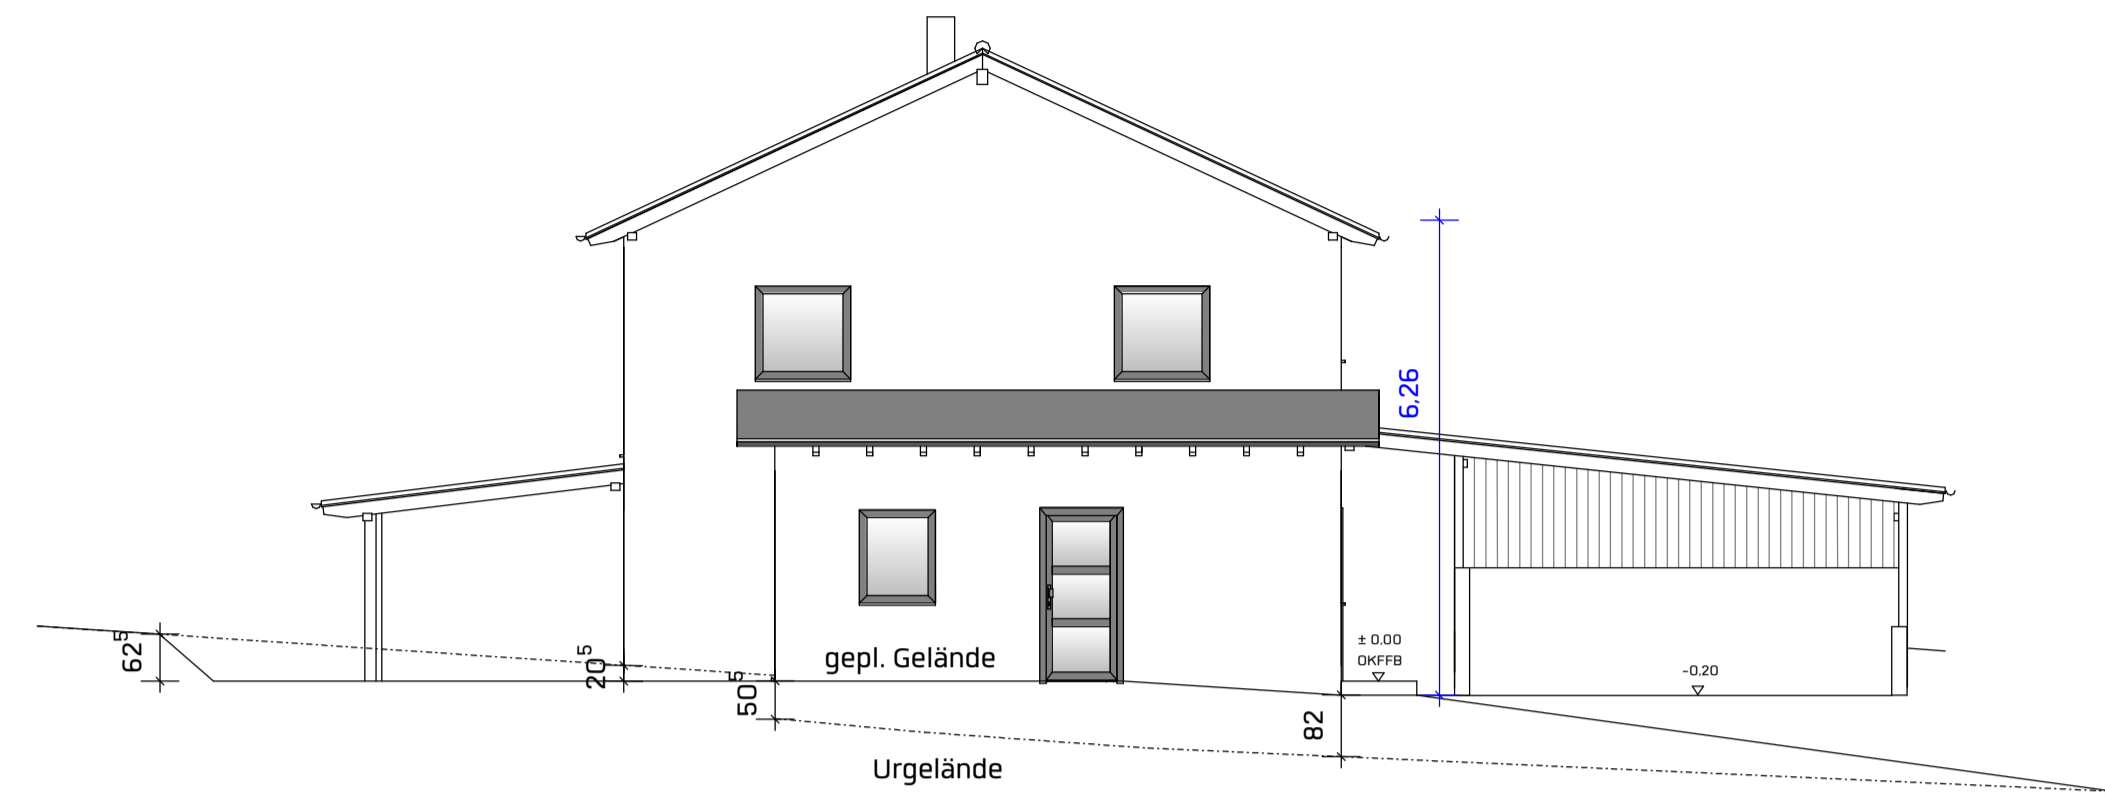 6,26
± 0,00
OKFFB
-0,20
62⁵
20⁵
gepl. Gelände
50⁵
82
Urgelände